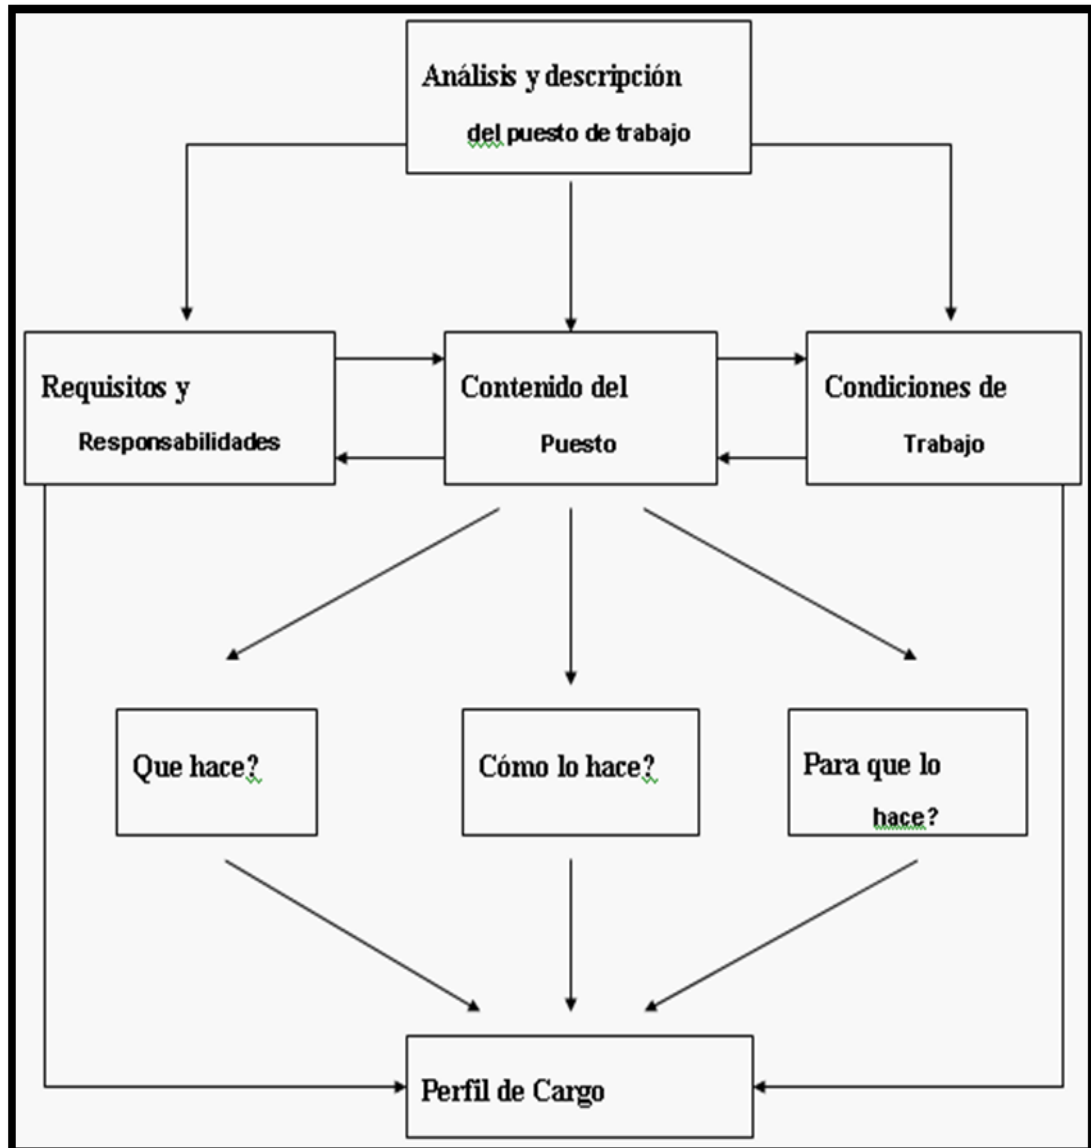 Análisis y descripción
del puesto de trabajo
Requisitos y
Responsabilidades
Contenido del
Puesto
Condiciones de
Trabajo
Que hace?
Cómo lo hace?
Para que lo
hace?
Perfil de Cargo